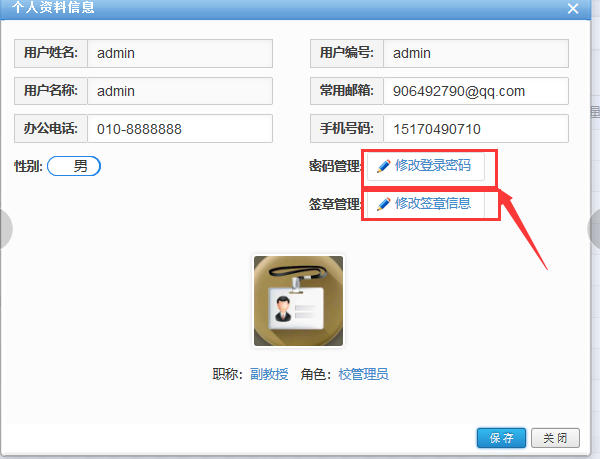 个人资料信息
用户姓名: admin 用户编号: admin
用户名称: admin 常用邮箱: 906492790@qq.com
办公电话: 010-8888888 手机号码: 15170490710
性别: 男 密码管理: 修改登录密码
签章管理: 修改签章信息
职称: 副教授 角色: 校管理员
保存 关闭
量